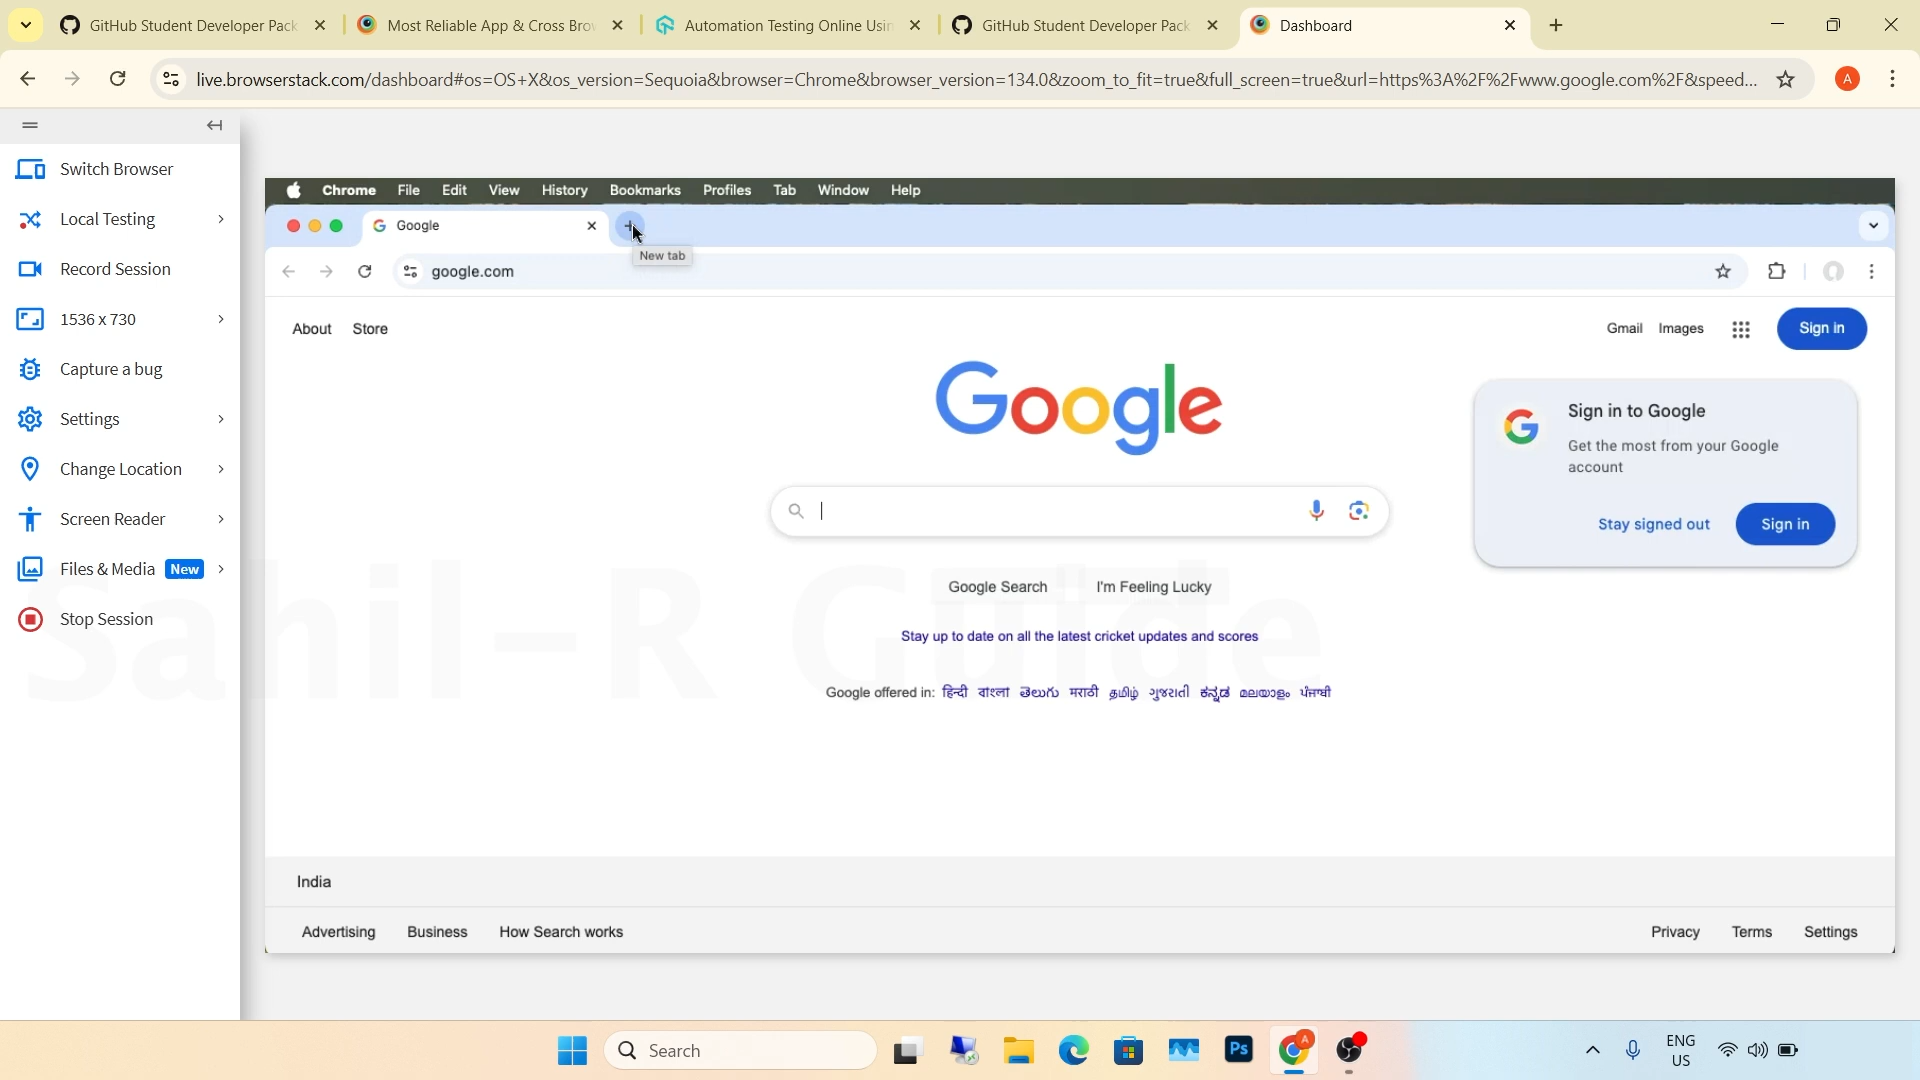 GitHub Student Developer Pack
Most Reliable App & Cross Brow
Automation Testing Online Usin
GitHub Student Developer Pack
Dashboard
live.browserstack.com/dashboard#os=OS+X&os_version=Sequoia&browser=Chrome&browser_version=134.0&zoom_to_fit=true&full_screen=true&url=https%3A%2F%2Fwww.google.com%2F&speed...
A
Switch Browser
Local Testing
Record Session
1536 x 730
Capture a bug
Settings
Change Location
Screen Reader
Files & Media New
Stop Session
Chrome File Edit View History Bookmarks Profiles Tab Window Help
Google
New tab
google.com
About Store
Gmail Images
Sign in
Google
Sign in to Google
Get the most from your Google
account
Stay signed out
Sign in
Google Search I'm Feeling Lucky
Stay up to date on all the latest cricket updates and scores
Google offered in: हिन्दी বাংলা తెలుగు मराठी தமிழ் ગુજરાતી ಕನ್ನಡ മലയാളം ਪੰਜਾਬੀ
Sahil-R Guide
India
Advertising Business How Search works
Privacy Terms Settings
Search
Ps
A
ENG
US